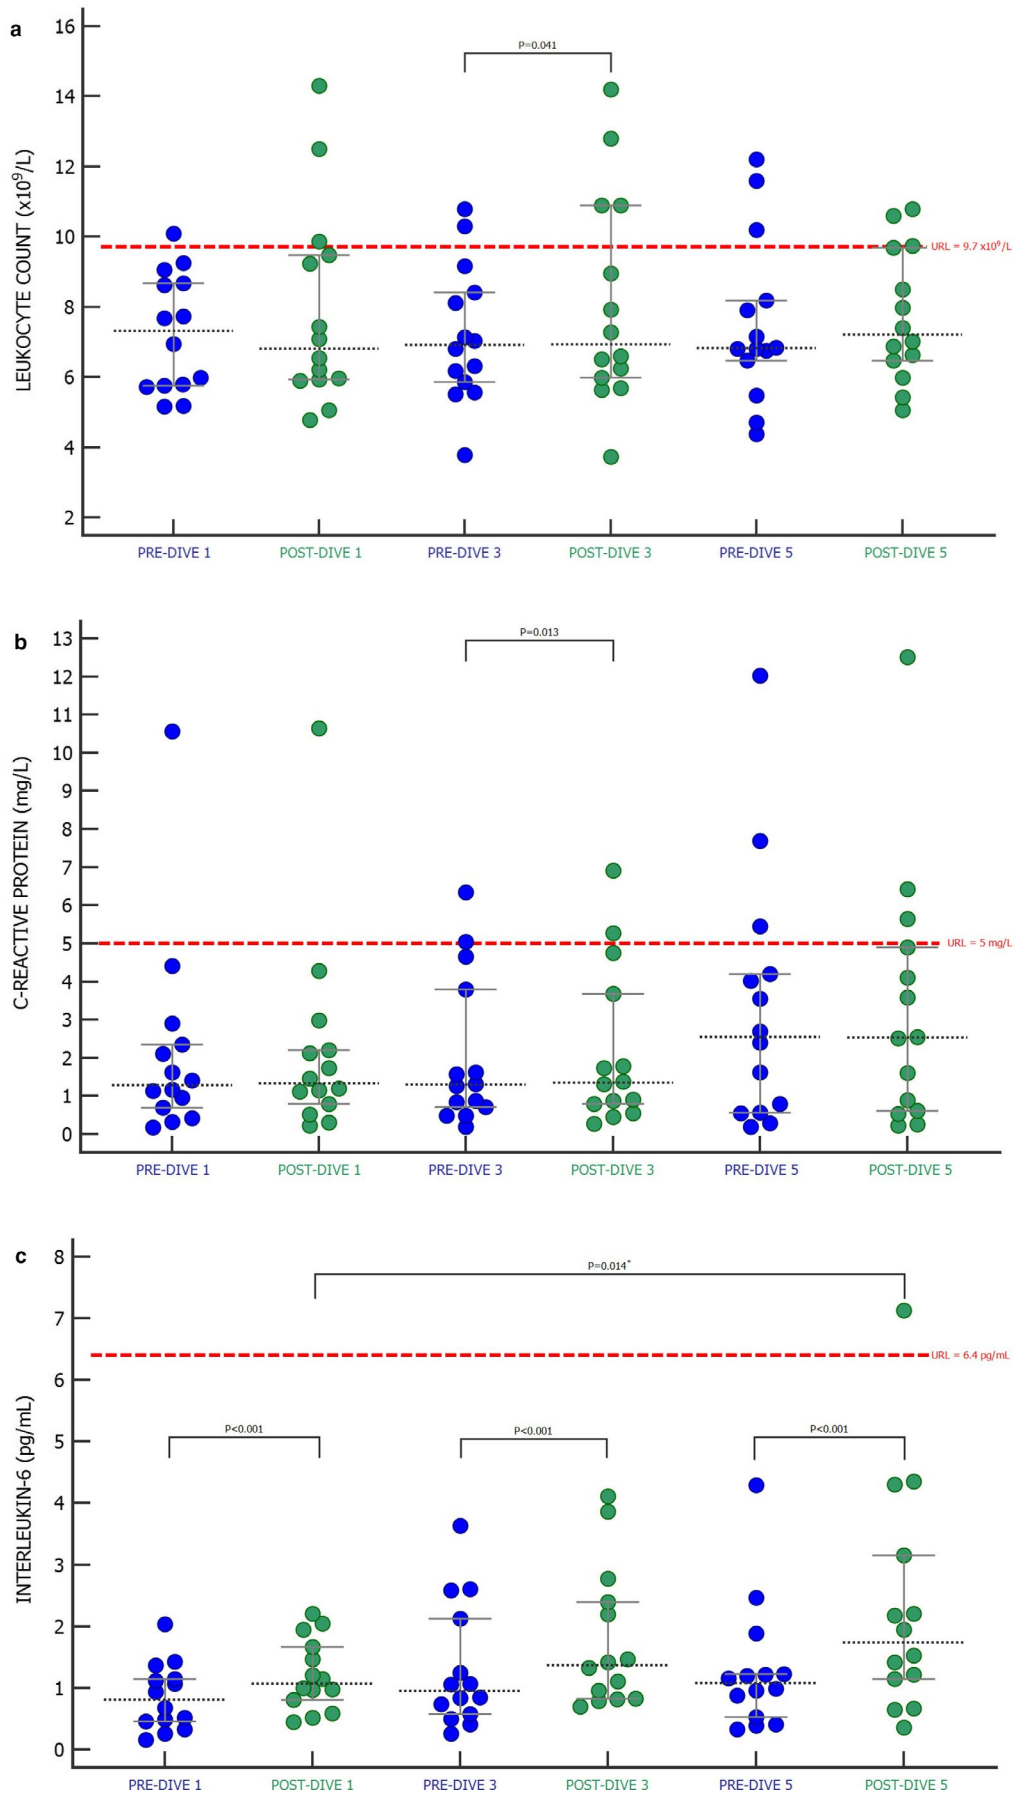 a
LEUKOCYTE COUNT (x10⁹/L)
16
14
12
10
8
6
4
2
P=0.041
URL = 9.7 x10⁹/L
PRE-DIVE 1 POST-DIVE 1 PRE-DIVE 3 POST-DIVE 3 PRE-DIVE 5 POST-DIVE 5
b
C-REACTIVE PROTEIN (mg/L)
13
12
11
10
9
8
7
6
5
4
3
2
1
0
P=0.013
URL = 5 mg/L
PRE-DIVE 1 POST-DIVE 1 PRE-DIVE 3 POST-DIVE 3 PRE-DIVE 5 POST-DIVE 5
c
INTERLEUKIN-6 (pg/mL)
8
7
6
5
4
3
2
1
0
P=0.014*
URL = 6.4 pg/mL
P<0.001 P<0.001 P<0.001
PRE-DIVE 1 POST-DIVE 1 PRE-DIVE 3 POST-DIVE 3 PRE-DIVE 5 POST-DIVE 5